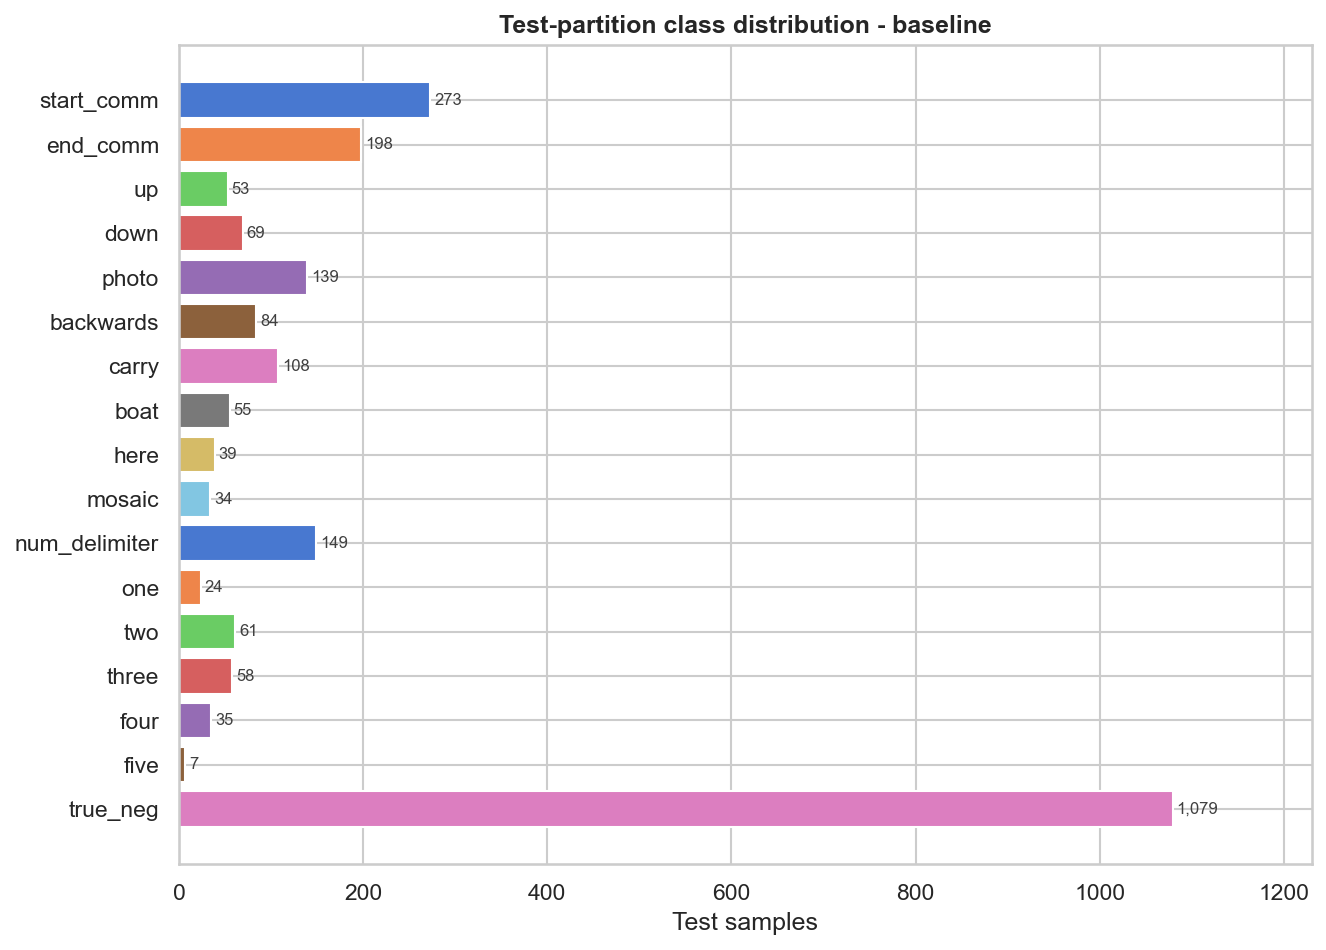 Test-partition class distribution - baseline
start_comm 273
end_comm 198
up 53
down 69
photo 139
backwards 84
carry 108
boat 55
here 39
mosaic 34
num_delimiter 149
one 24
two 61
three 58
four 35
five 7
true_neg 1,079
0 200 400 600 800 1000 1200
Test samples